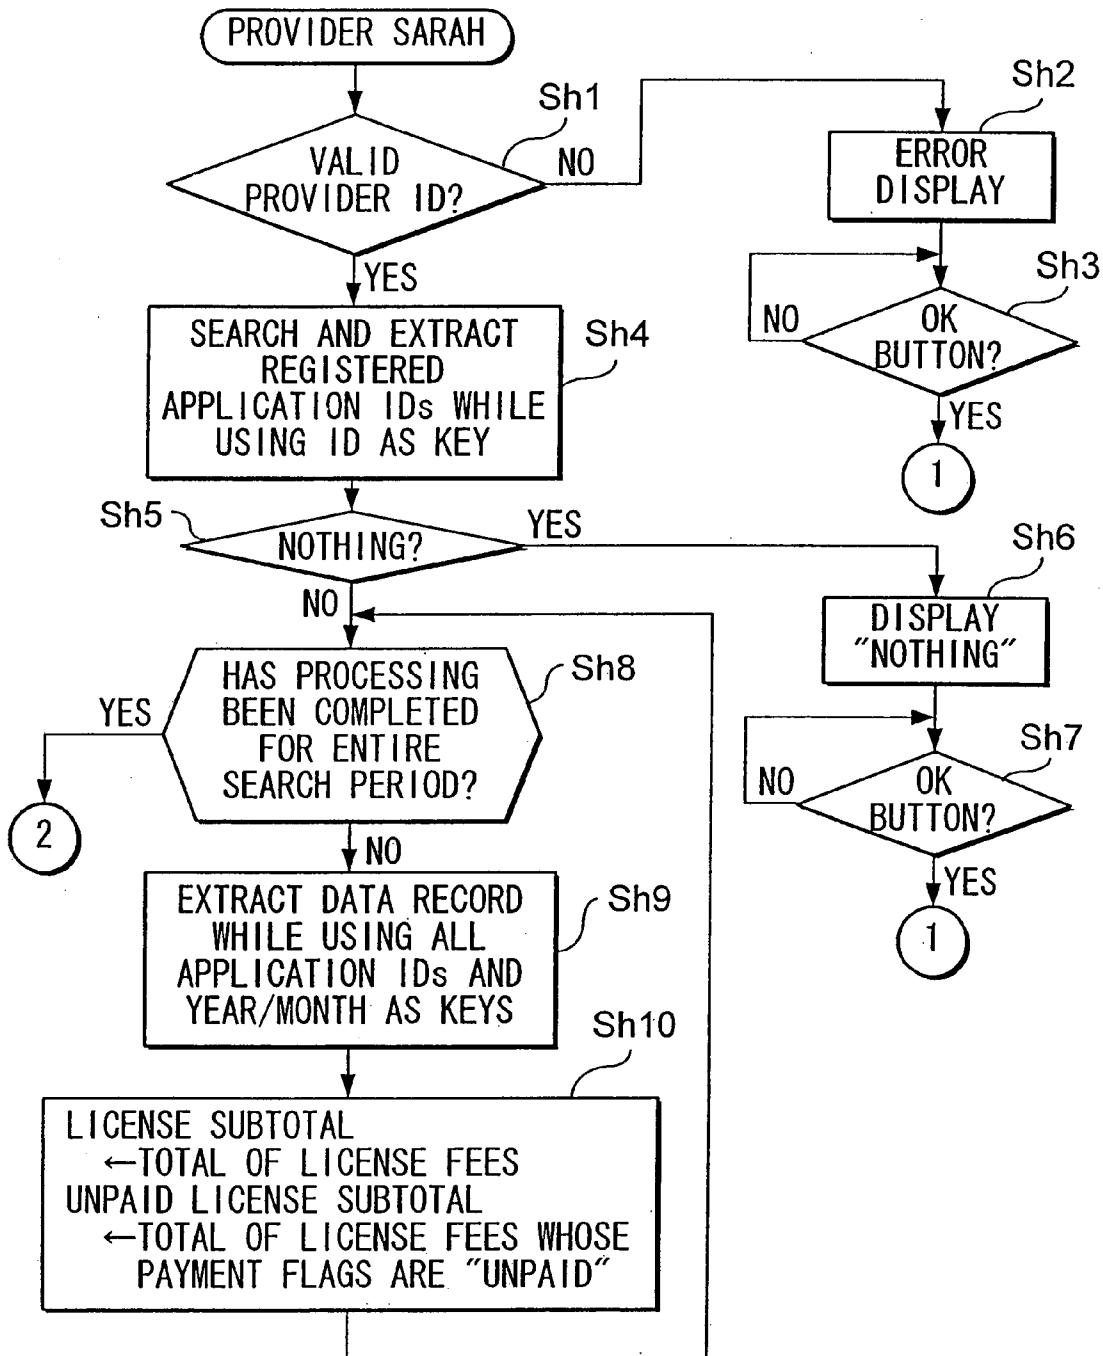 PROVIDER SARAH
Sh1
VALID
PROVIDER ID?
NO
YES
Sh2
ERROR
DISPLAY
Sh3
NO
OK
BUTTON?
YES
1
SEARCH AND EXTRACT
REGISTERED
APPLICATION IDs WHILE
USING ID AS KEY
Sh4
Sh5
NOTHING?
YES
NO
Sh6
DISPLAY
"NOTHING"
Sh7
NO
OK
BUTTON?
YES
1
HAS PROCESSING
BEEN COMPLETED
FOR ENTIRE
SEARCH PERIOD?
Sh8
YES
2
NO
EXTRACT DATA RECORD
WHILE USING ALL
APPLICATION IDs AND
YEAR/MONTH AS KEYS
Sh9
Sh10
LICENSE SUBTOTAL
←TOTAL OF LICENSE FEES
UNPAID LICENSE SUBTOTAL
←TOTAL OF LICENSE FEES WHOSE
PAYMENT FLAGS ARE "UNPAID"